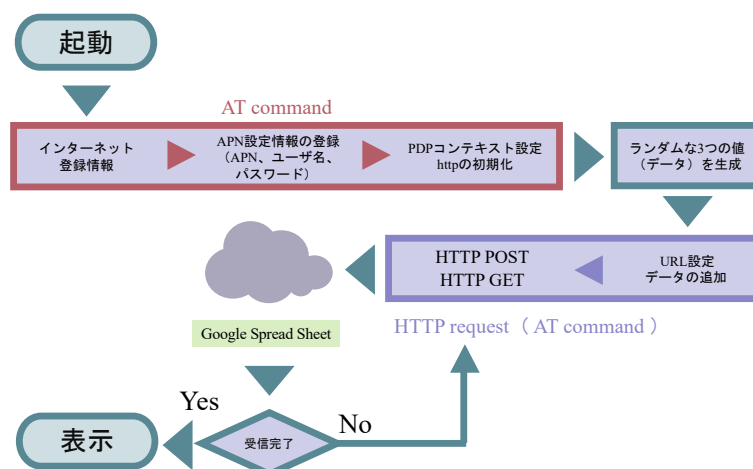 起動
AT command
インターネット
登録情報
APN設定情報の登録
（APN、ユーザ名、
パスワード）
PDPコンテキスト設定
httpの初期化
ランダムな3つの値
（データ）を生成
URL設定
データの追加
HTTP POST
HTTP GET
HTTP request（ AT command ）
Google Spread Sheet
Yes
No
受信完了
表示